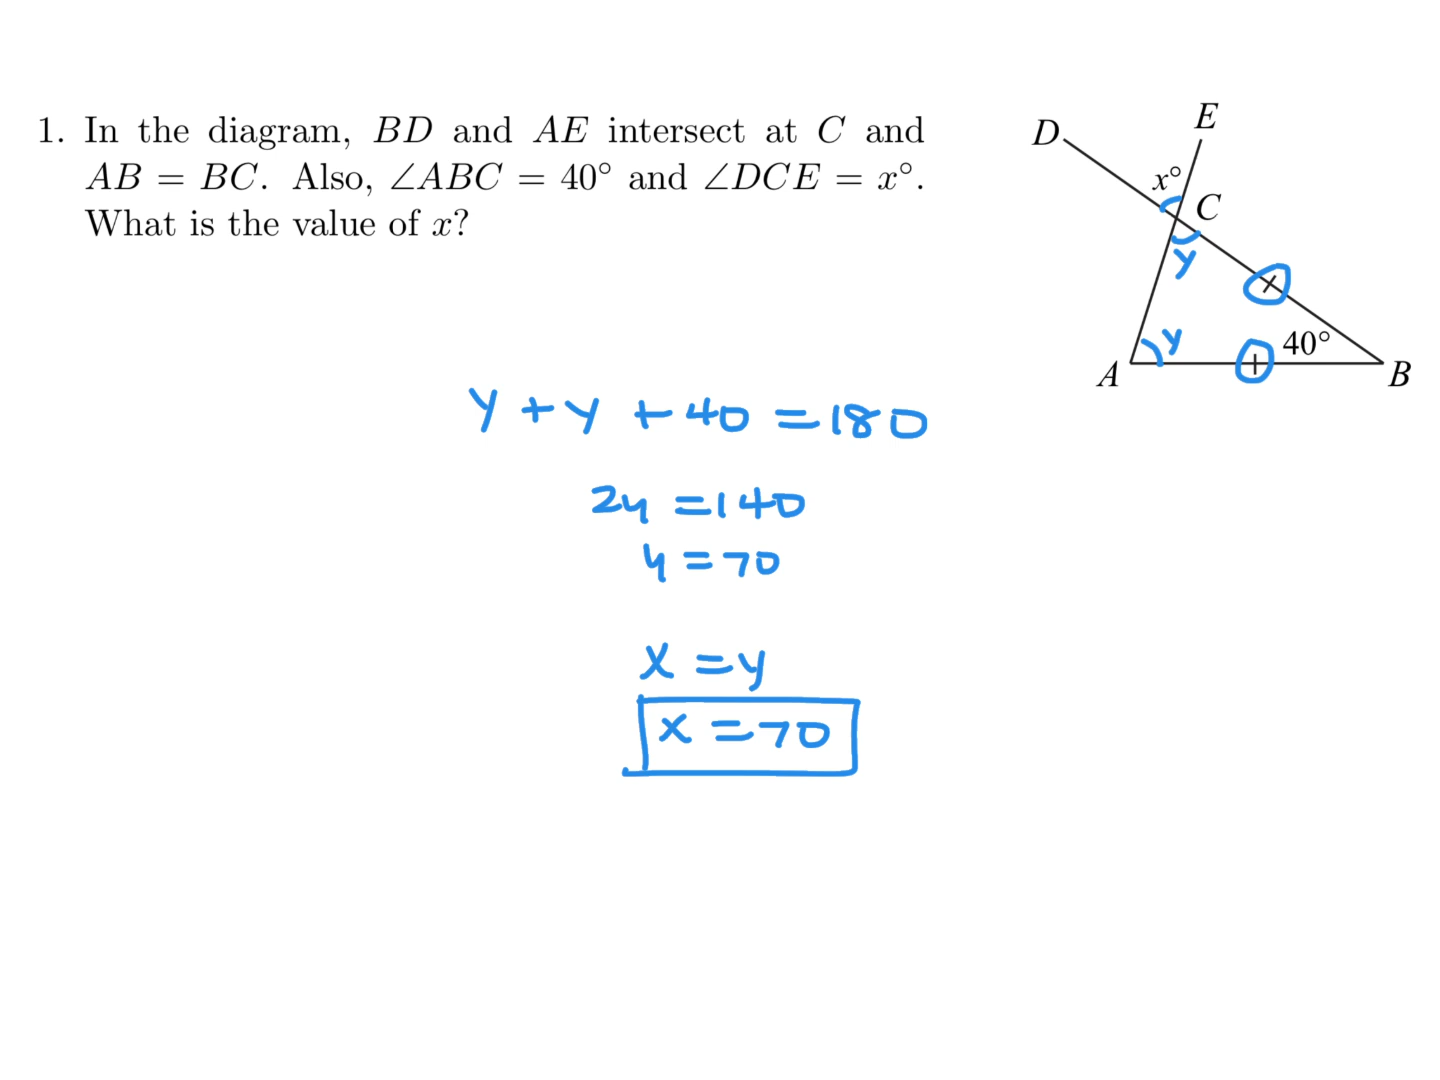 1. In the diagram, BD and AE intersect at C and
AB = BC. Also, ∠ABC = 40° and ∠DCE = x°.
What is the value of x?
E
D
x°
C
y
y
40°
A
B
y + y + 40 = 180
2y = 140
y = 70
x = y
x = 70